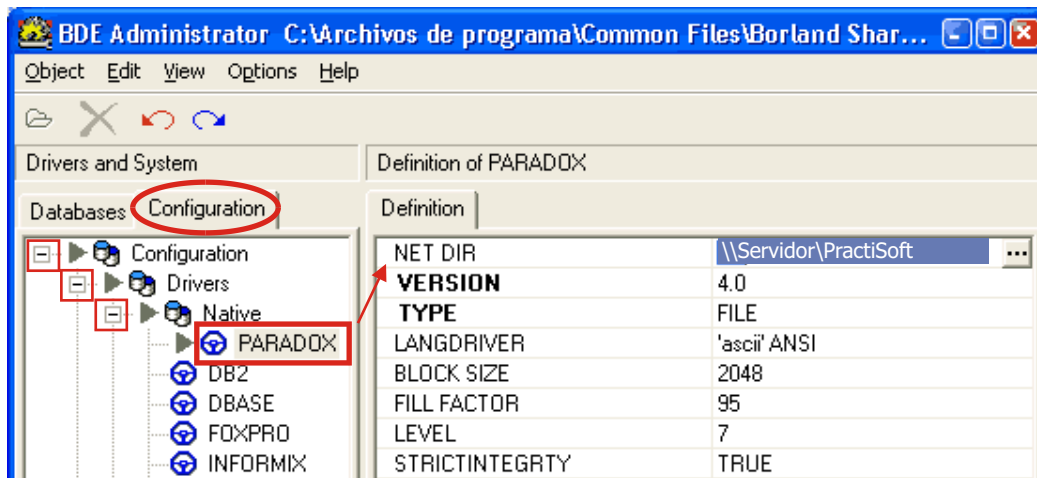 BDE Administrator C:\Archivos de programa\Common Files\Borland Shar...
Object Edit View Options Help
Drivers and System
Definition of PARADOX
Databases Configuration
Definition
Configuration
Drivers
Native
PARADOX
DB2
DBASE
FOXPRO
INFORMIX
NET DIR \\Servidor\PractiSoft ...
VERSION 4.0
TYPE FILE
LANGDRIVER 'ascii' ANSI
BLOCK SIZE 2048
FILL FACTOR 95
LEVEL 7
STRICTINTEGRTY TRUE